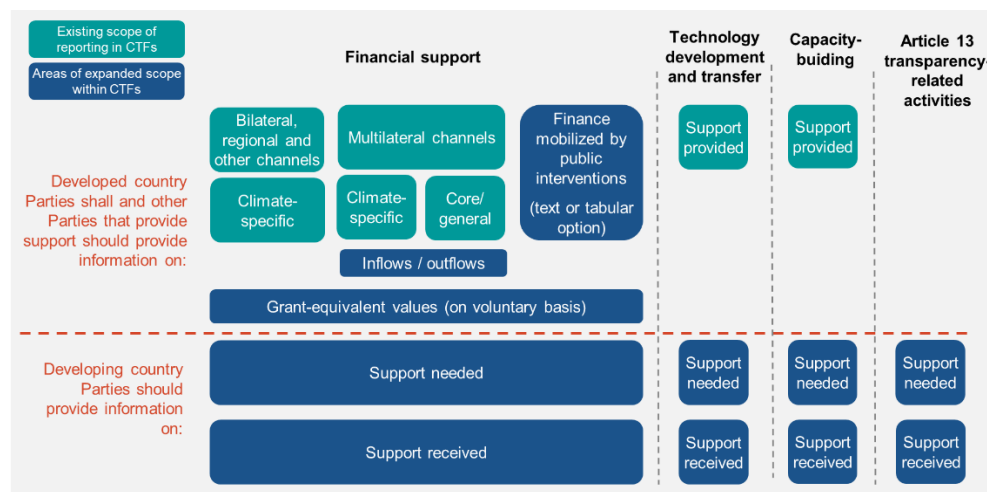 Existing scope of
reporting in CTFs
Areas of expanded scope
within CTFs
Financial support
Technology
development
and transfer
Capacity-
buiding
Article 13
transparency-
related
activities
Developed country
Parties shall and other
Parties that provide
support should provide
information on:
Bilateral,
regional and
other channels
Multilateral channels
Finance
mobilized by
public
interventions
(text or tabular
option)
Support
provided
Support
provided
Climate-
specific
Climate-
specific
Core/
general
Inflows / outflows
Grant-equivalent values (on voluntary basis)
Developing country
Parties should
provide information
on:
Support needed
Support
needed
Support
needed
Support
needed
Support received
Support
received
Support
received
Support
received